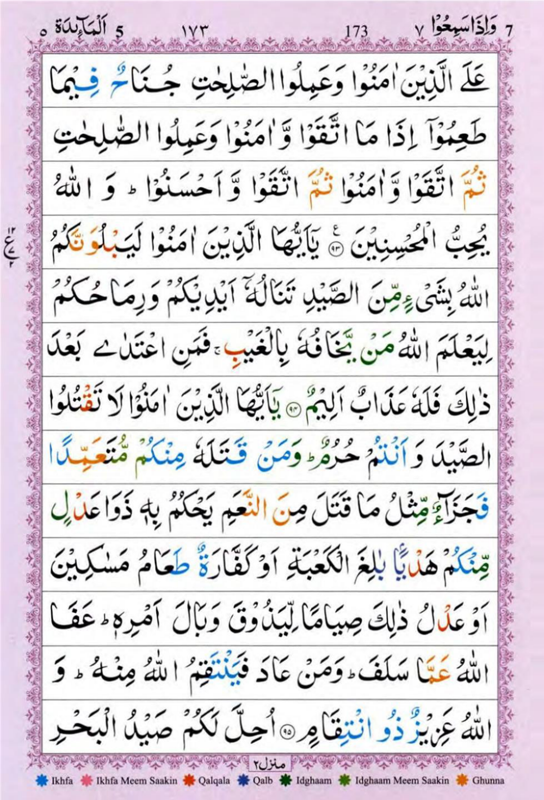 وَاِذَا سَمِعُوْا 7 ٧ 173 ١٧٣ اَلْمَآئِدَة 5 ٥
عَلَى الَّذِيْنَ اٰمَنُوْا وَعَمِلُوا الصّٰلِحٰتِ جُنَاحٌ فِيْمَا
طَعِمُوْۤا اِذَا مَا اتَّقَوْا وَّاٰمَنُوْا وَعَمِلُوا الصّٰلِحٰتِ
ثُمَّ اتَّقَوْا وَّاٰمَنُوْا ثُمَّ اتَّقَوْا وَّاَحْسَنُوْا ؕ وَ اللّٰهُ
يُحِبُّ الْمُحْسِنِيْنَ ۝٩٣ يٰۤاَيُّهَا الَّذِيْنَ اٰمَنُوْا لَيَبْلُوَنَّكُمُ
اللّٰهُ بِشَىْءٍ مِّنَ الصَّيْدِ تَنَالُهٗۤ اَيْدِيْكُمْ وَرِمَاحُكُمْ
لِيَعْلَمَ اللّٰهُ مَنْ يَّخَافُهٗ بِالْغَيْبِ ۚ فَمَنِ اعْتَدٰى بَعْدَ
ذٰلِكَ فَلَهٗ عَذَابٌ اَلِيْمٌ ۝٩٤ يٰۤاَيُّهَا الَّذِيْنَ اٰمَنُوْا لَا تَقْتُلُوا
الصَّيْدَ وَ اَنْتُمْ حُرُمٌ ؕ وَمَنْ قَتَلَهٗ مِنْكُمْ مُّتَعَمِّدًا
فَجَزَآءٌ مِّثْلُ مَا قَتَلَ مِنَ النَّعَمِ يَحْكُمُ بِهٖ ذَوَا عَدْلٍ
مِّنْكُمْ هَدْيًۢا بٰلِغَ الْكَعْبَةِ اَوْ كَفَّارَةٌ طَعَامُ مَسٰكِيْنَ
اَوْ عَدْلُ ذٰلِكَ صِيَامًا لِّيَذُوْقَ وَبَالَ اَمْرِهٖ ؕ عَفَا
اللّٰهُ عَمَّا سَلَفَ ؕ وَمَنْ عَادَ فَيَنْتَقِمُ اللّٰهُ مِنْهُ ؕ وَ
اللّٰهُ عَزِيْزٌ ذُو انْتِقَامٍ ۝٩٥ اُحِلَّ لَكُمْ صَيْدُ الْبَحْرِ
منزل٢
Ikhfa Ikhfa Meem Saakin Qalqala Qalb Idghaam Idghaam Meem Saakin Ghunna